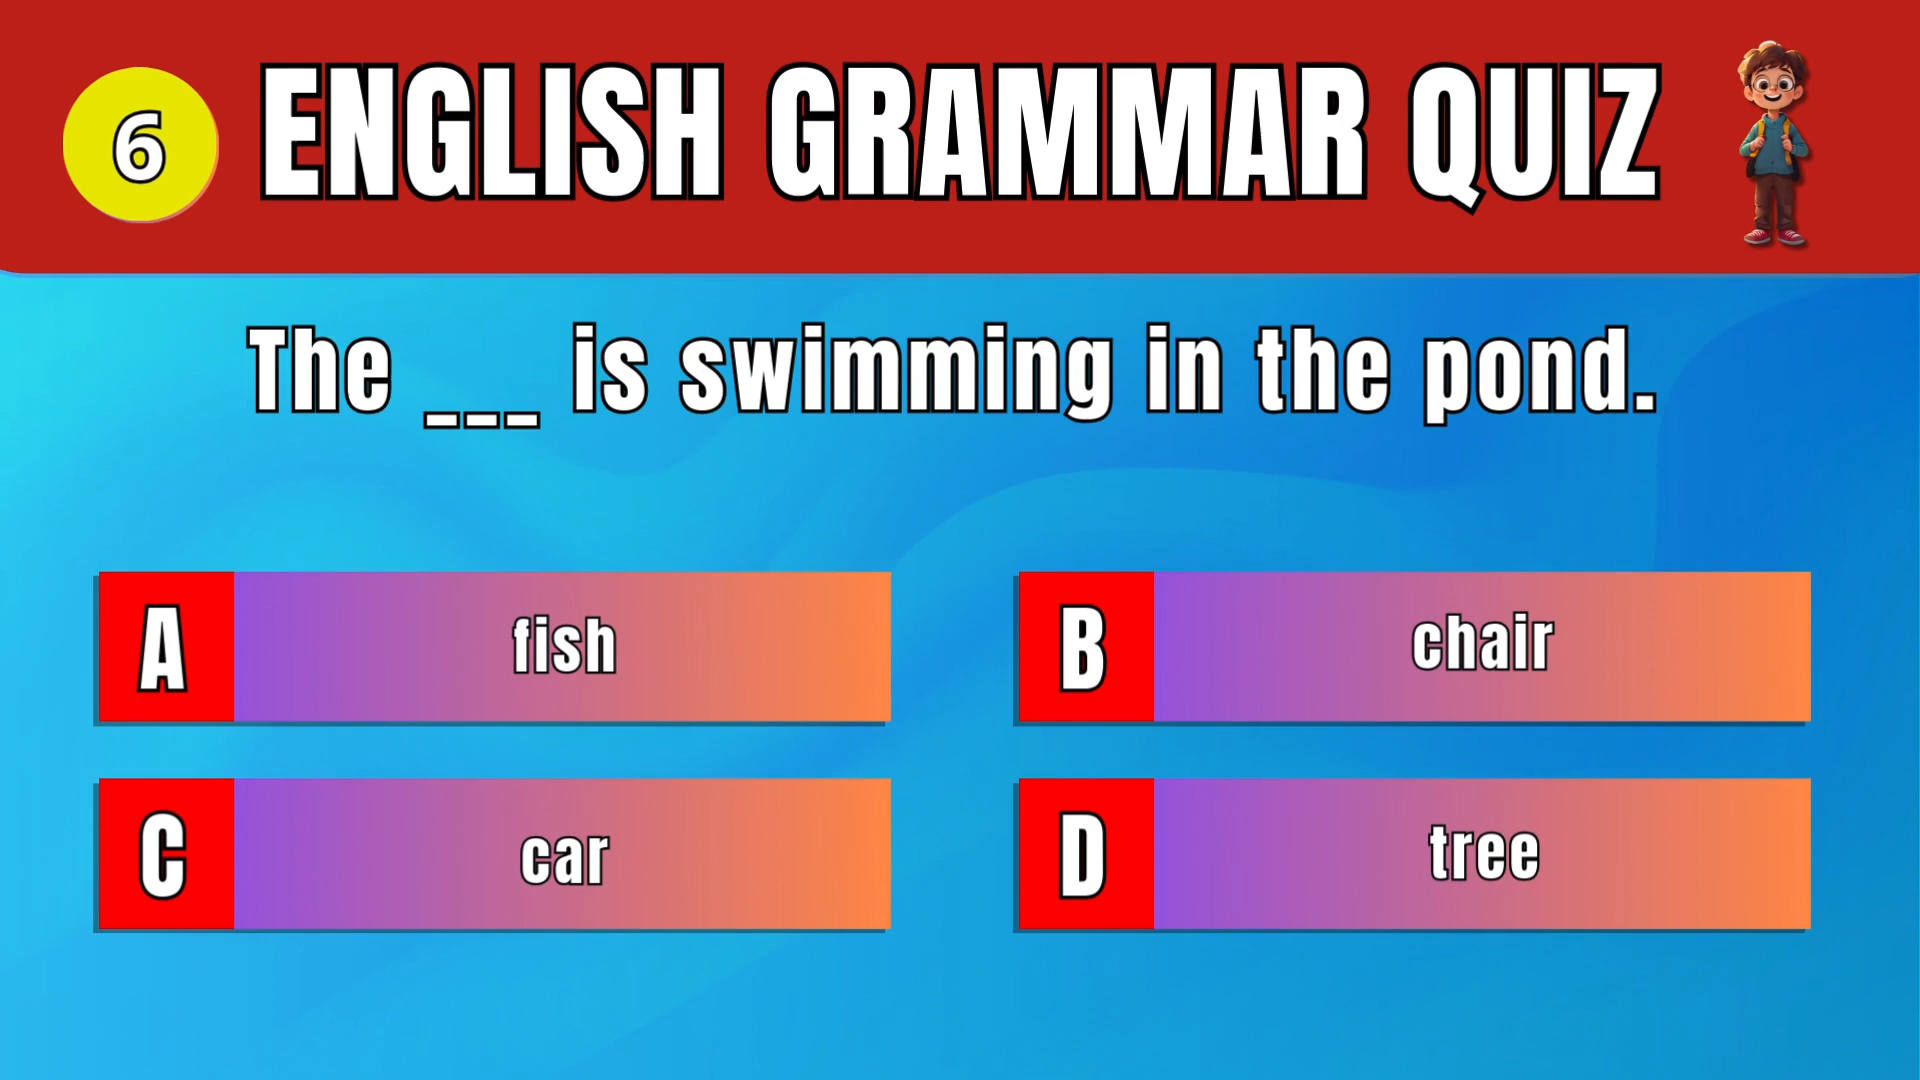 6
ENGLISH GRAMMAR QUIZ
The ___ is swimming in the pond.
A fish
B chair
C car
D tree